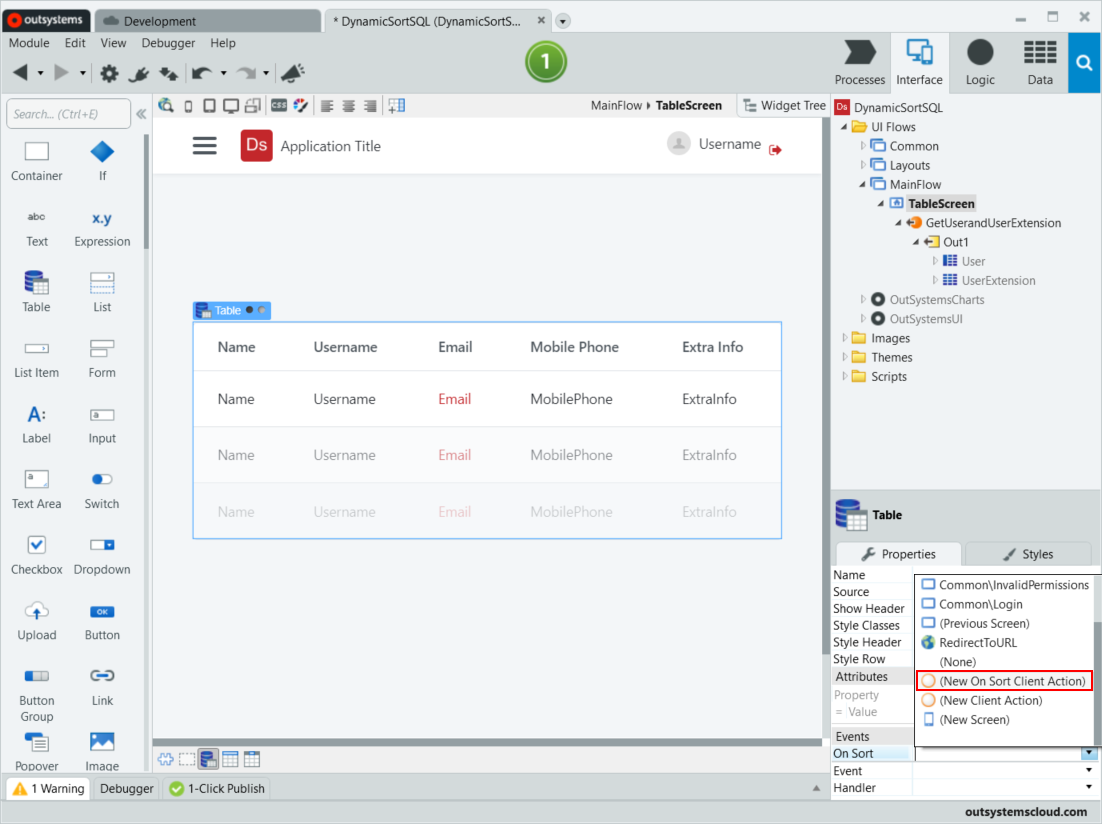 outsystems
Development
* DynamicSortSQL (DynamicSortS...
Module Edit View Debugger Help
1
Processes Interface Logic Data
Search... (Ctrl+E)
CSS
MainFlow TableScreen
Widget Tree
Container If
abc x.y
Text Expression
Table List
List Item Form
A: a
Label Input
a
Text Area Switch
Checkbox Dropdown
OK
Upload Button
Button Group Link
Popover Image
Ds Application Title
Username
Table
Name Username Email Mobile Phone Extra Info
Name Username Email MobilePhone ExtraInfo
Name Username Email MobilePhone ExtraInfo
Name Username Email MobilePhone ExtraInfo
Ds DynamicSortSQL
UI Flows
Common
Layouts
MainFlow
TableScreen
GetUserandUserExtension
Out1
User
UserExtension
OutSystemsCharts
OutSystemsUI
Images
Themes
Scripts
Table
Properties Styles
Name
Source
Show Header
Style Classes
Style Header
Style Row
Attributes
Property
= Value
Events
On Sort
Event
Handler
Common\InvalidPermissions
Common\Login
(Previous Screen)
RedirectToURL
(None)
(New On Sort Client Action)
(New Client Action)
(New Screen)
1 Warning Debugger 1-Click Publish
outsystemscloud.com